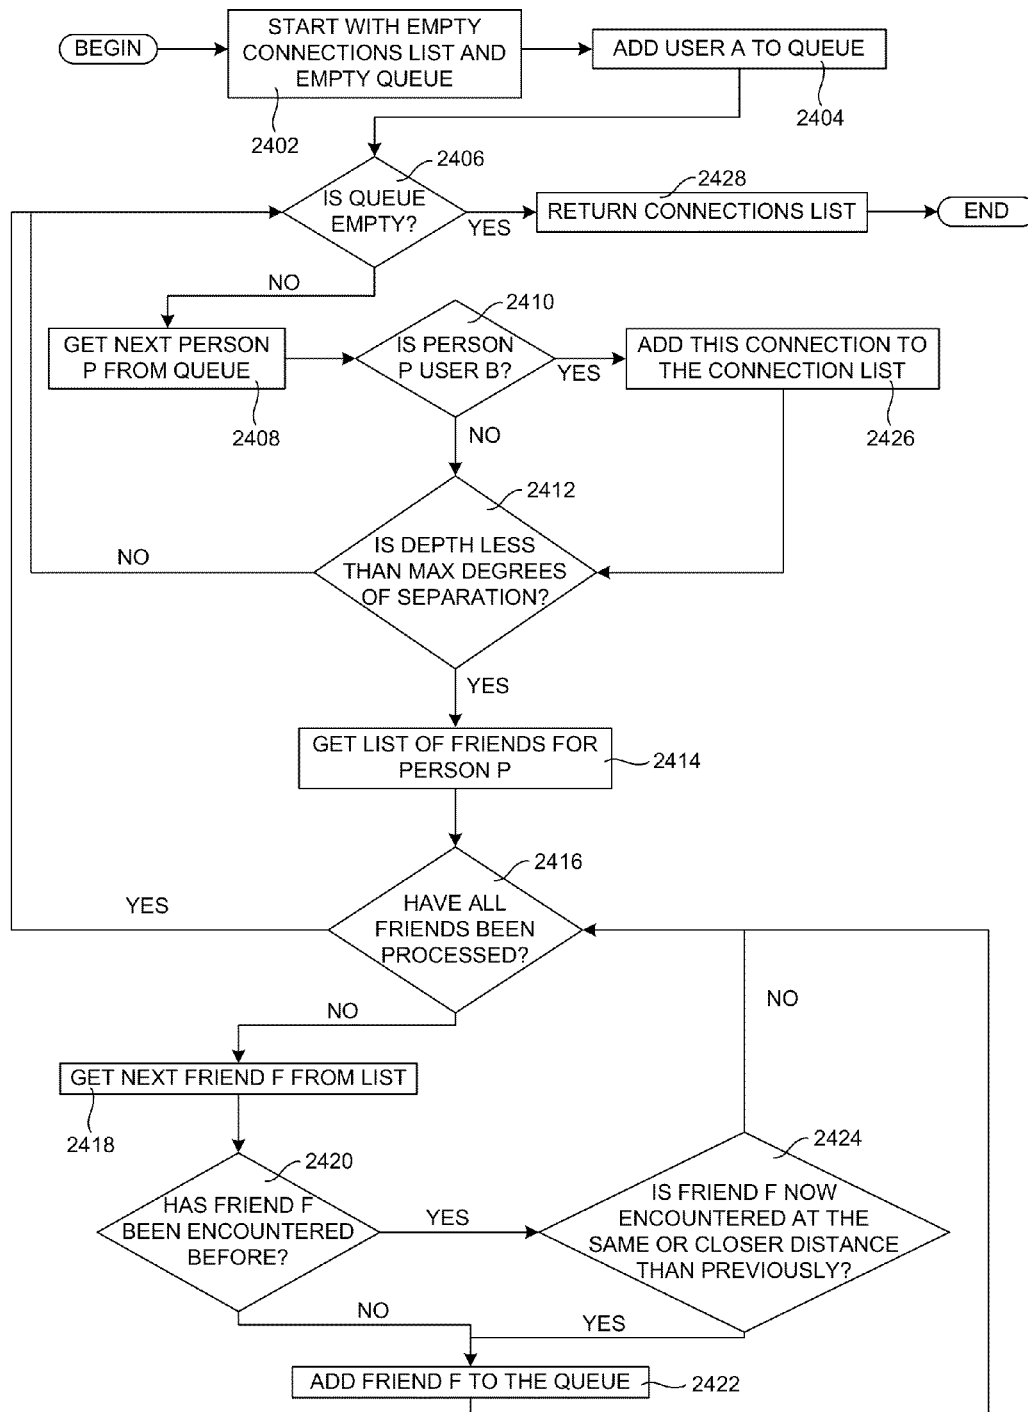 BEGIN
START WITH EMPTY
CONNECTIONS LIST AND
EMPTY QUEUE
2402
ADD USER A TO QUEUE
2404
IS QUEUE
EMPTY?
2406
YES
RETURN CONNECTIONS LIST
2428
END
NO
GET NEXT PERSON
P FROM QUEUE
2408
IS PERSON
P USER B?
2410
YES
ADD THIS CONNECTION TO
THE CONNECTION LIST
2426
NO
IS DEPTH LESS
THAN MAX DEGREES
OF SEPARATION?
2412
NO
YES
GET LIST OF FRIENDS FOR
PERSON P
2414
HAVE ALL
FRIENDS BEEN
PROCESSED?
2416
YES
NO
GET NEXT FRIEND F FROM LIST
2418
HAS FRIEND F
BEEN ENCOUNTERED
BEFORE?
2420
YES
IS FRIEND F NOW
ENCOUNTERED AT THE
SAME OR CLOSER DISTANCE
THAN PREVIOUSLY?
2424
NO
NO
YES
ADD FRIEND F TO THE QUEUE
2422